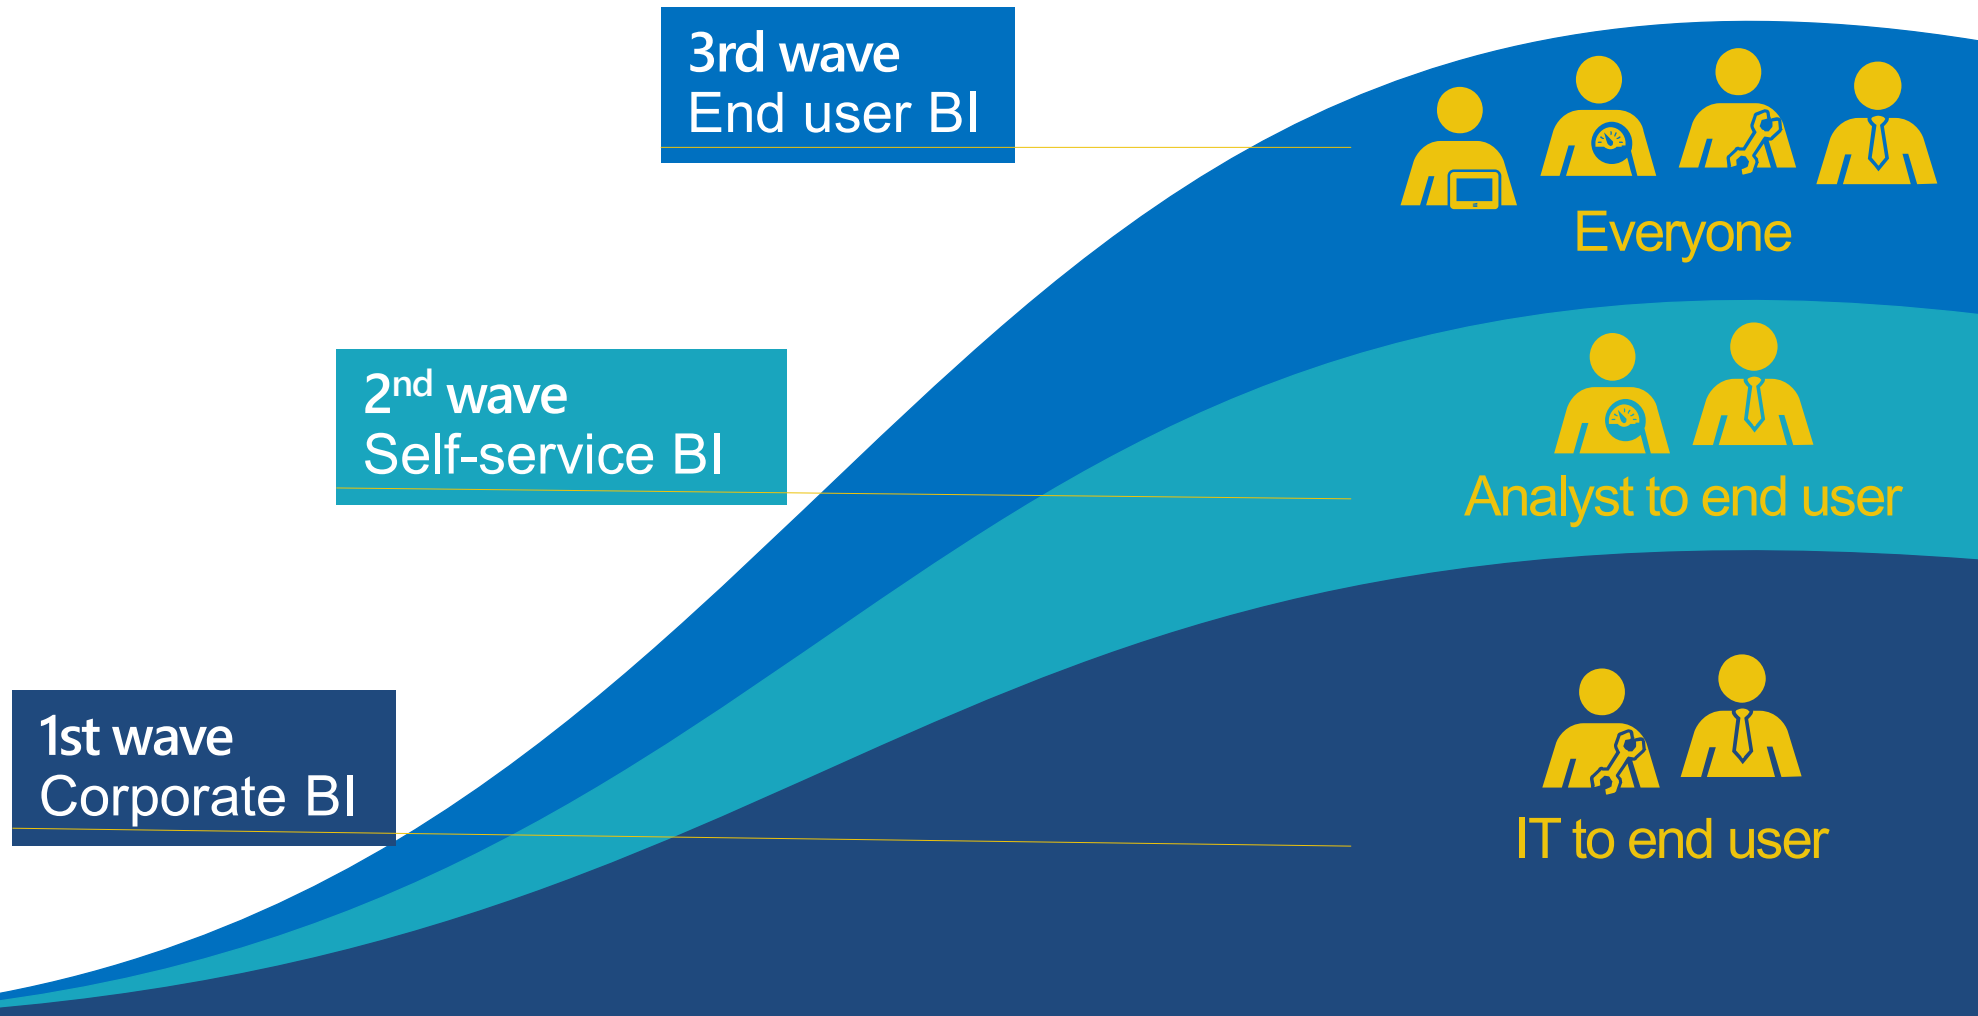 3rd wave
End user BI
Everyone
2nd wave
Self-service BI
Analyst to end user
1st wave
Corporate BI
IT to end user